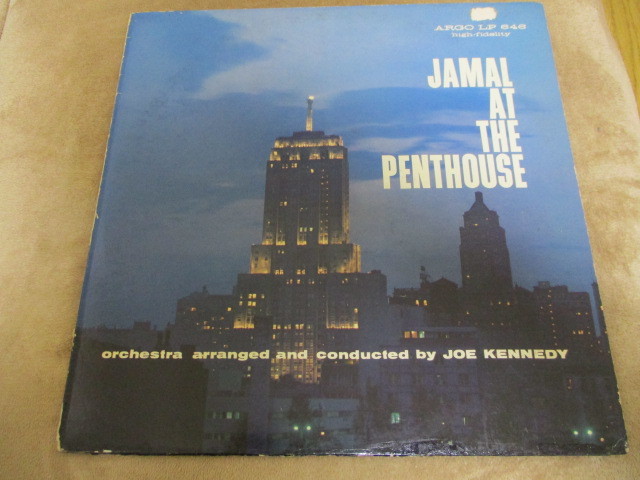 ARGO LP 646
high-fidelity
JAMAL
AT
THE
PENTHOUSE
orchestra arranged and conducted by JOE KENNEDY